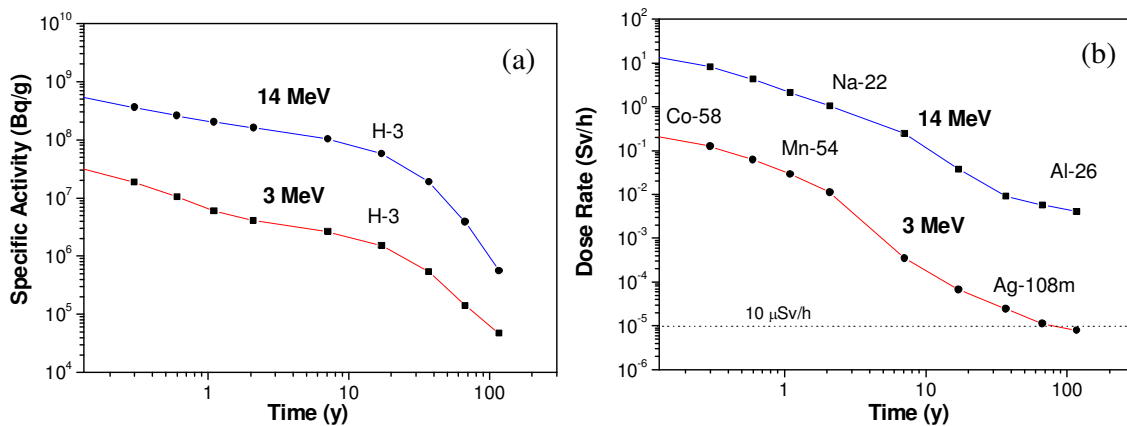 (a)
10^10
10^9
10^8
10^7
10^6
10^5
10^4
Specific Activity (Bq/g)
14 MeV
H-3
3 MeV
H-3
1
10
100
Time (y)
(b)
10^2
10^1
10^0
10^-1
10^-2
10^-3
10^-4
10^-5
10^-6
Dose Rate (Sv/h)
Na-22
Co-58
14 MeV
Mn-54
Al-26
3 MeV
Ag-108m
10 μSv/h
1
10
100
Time (y)